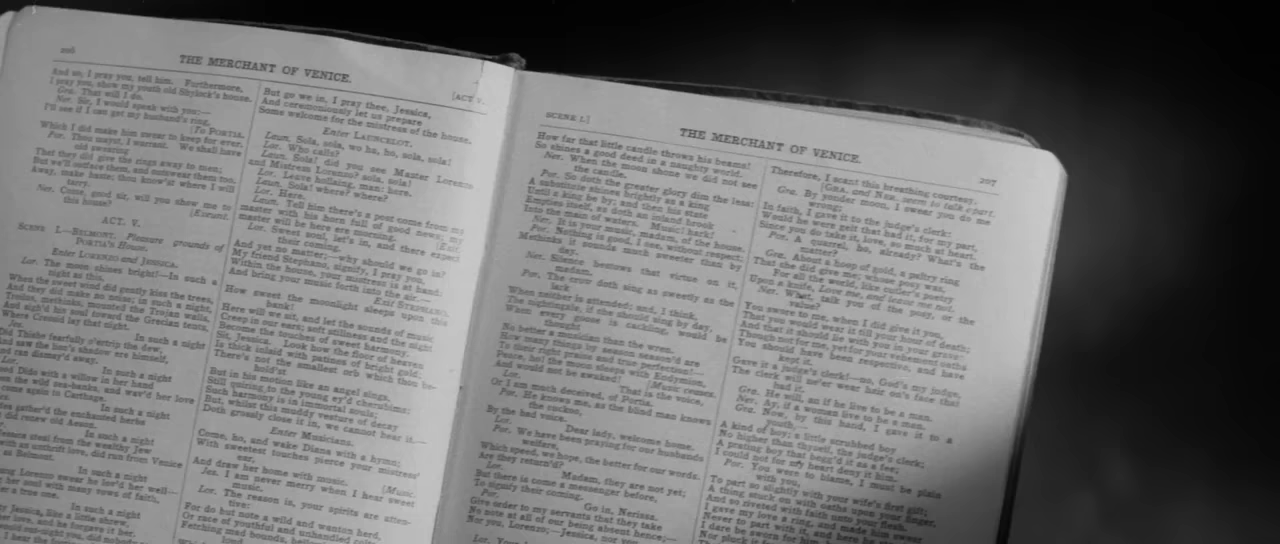 206
THE MERCHANT OF VENICE.
[ACT V.
And so, I pray you, tell him. Furthermore,
I pray you, show my youth old Shylock's house.
Gra. That will I do.
Ner. Sir, I would speak with you:—
I'll see if I can get my husband's ring,
[To PORTIA.
Which I did make him swear to keep for ever.
Por. Thou mayst, I warrant. We shall have
old swearing
That they did give the rings away to men;
But we'll outface them, and outswear them too.
Away, make haste: thou know'st where I will
tarry.
Ner. Come, good sir, will you show me to
this house?
[Exeunt.
ACT. V.
SCENE I.—BELMONT. Pleasure grounds of
PORTIA'S House.
Enter LORENZO and JESSICA.
Lor. The moon shines bright!—In such a
night as this,
When the sweet wind did gently kiss the trees,
And they did make no noise; in such a night,
Troilus, methinks, mounted the Trojan walls,
And sigh'd his soul toward the Grecian tents,
Where Cressid lay that night.
Jes.
In such a night
Did Thisbe fearfully o'ertrip the dew,
And saw the lion's shadow ere himself,
And ran dismay'd away.
Lor.
In such a night
Dido with a willow in her hand
the wild sea-banks, and wav'd her love
come again to Carthage.
In such a night
gather'd the enchanted herbs
did renew old Aeson.
In such a night
steal from the wealthy Jew
with an unthrift love, did run from Venice
as Belmont.
In such a night
Lorenzo swear he lov'd her well—
her soul with many vows of faith,
a true one.
In such a night
Jessica, like a little shrew,
her love, and he forgave it her.
But go we in, I pray thee, Jessica,
And ceremoniously let us prepare
Some welcome for the mistress of the house.
Enter LAUNCELOT.
Laun. Sola, sola, wo ha, ho, sola, sola!
Lor. Who calls?
Laun. Sola! did you see Master Lorenzo
and Mistress Lorenzo? sola, sola!
Lor. Leave hollaing, man: here.
Laun. Sola! where? where?
Lor. Here.
Laun. Tell him there's a post come from my
master with his horn full of good news; my
master will be here ere morning.
[Exit.
Lor. Sweet soul, let's in, and there expect
their coming.
And yet no matter;—why should we go in?
My friend Stephano, signify, I pray you,
Within the house, your mistress is at hand:
And bring your music forth into the air.—
Exit STEPHANO.
How sweet the moonlight sleeps upon this
bank!
Here will we sit, and let the sounds of music
Creep in our ears; soft stillness and the night
Become the touches of sweet harmony.
Sit, Jessica. Look how the floor of heaven
Is thick inlaid with patines of bright gold;
There's not the smallest orb which thou be-
hold'st
But in his motion like an angel sings,
Still quiring to the young ey'd cherubims:
Such harmony is in immortal souls;
But, whilst this muddy vesture of decay
Doth grossly close it in, we cannot hear it.—
Enter Musicians.
Come, ho, and wake Diana with a hymn;
With sweetest touches pierce your mistress'
ear,
And draw her home with music.
[Music.
Jes. I am never merry when I hear sweet
music.
Lor. The reason is, your spirits are atten-
tive:
For do but note a wild and wanton herd,
Or race of youthful and unhandled colts,
Fetching mad bounds,
SCENE I.]
THE MERCHANT OF VENICE.
207
How far that little candle throws his beams!
So shines a good deed in a naughty world.
Ner. When the moon shone we did not see
the candle.
Por. So doth the greater glory dim the less:
A substitute shines brightly as a king
Until a king be by; and then his state
Empties itself, as doth an inland brook
Into the main of waters. Music! hark!
Ner. It is your music, madam, of the house.
Por. Nothing is good, I see, without respect;
Methinks it sounds much sweeter than by
day.
Ner. Silence bestows that virtue on it,
madam.
Por. The crow doth sing as sweetly as the
lark
When neither is attended; and, I think,
The nightingale, if she should sing by day,
When every goose is cackling, would be
thought
No better a musician than the wren.
How many things by season season'd are
To their right praise and true perfection!—
Peace, ho! the moon sleeps with Endymion,
And would not be awaked!
[Music ceases.
Lor.
That is the voice,
Or I am much deceived, of Portia.
Por. He knows me, as the blind man knows
the cuckoo,
By the bad voice.
Lor.
Dear lady, welcome home.
Por. We have been praying for our husbands'
welfare,
Which speed, we hope, the better for our words.
Are they return'd?
Lor.
Madam, they are not yet;
But there is come a messenger before,
To signify their coming.
Por.
Go in, Nerissa,
Give order to my servants that they take
No note at all of our being absent hence;—
Nor you, Lorenzo;—Jessica, nor you.
Therefore, I scant this breathing courtesy.
[GRA. and NER. seem to talk apart.
Gra. By yonder moon, I swear you do me
wrong;
In faith, I gave it to the judge's clerk:
Would he were gelt that had it, for my part,
Since you do take it, love, so much at heart.
Por. A quarrel, ho, already? What's the
matter?
Gra. About a hoop of gold, a paltry ring
That she did give me; whose posy was,
For all the world, like cutler's poetry
Upon a knife, Love me, and leave me not.
Ner. What, talk you of the posy, or the
value?
You swore to me, when I did give it you,
That you would wear it till your hour of death;
And that it should lie with you in your grave:
Though not for me, yet for your vehement oaths
You should have been respective, and have
kept it.
Gave it a judge's clerk!—no, God's my judge,
The clerk will ne'er wear hair on's face that
had it.
Gra. He will, an if he live to be a man.
Ner. Ay, if a woman live to be a man.
Gra. Now, by this hand, I gave it to a
youth,—
A kind of boy; a little scrubbed boy
No higher than thyself, the judge's clerk;
A prating boy that begg'd it as a fee;
I could not for my heart deny it him.
Por. You were to blame, I must be plain
with you,
To part so slightly with your wife's first gift;
A thing stuck on with oaths upon your finger,
And so riveted with faith unto your flesh.
I gave my love a ring, and made him swear
Never to part with it, and here he
I dare be sworn for him,
Nor pluck it